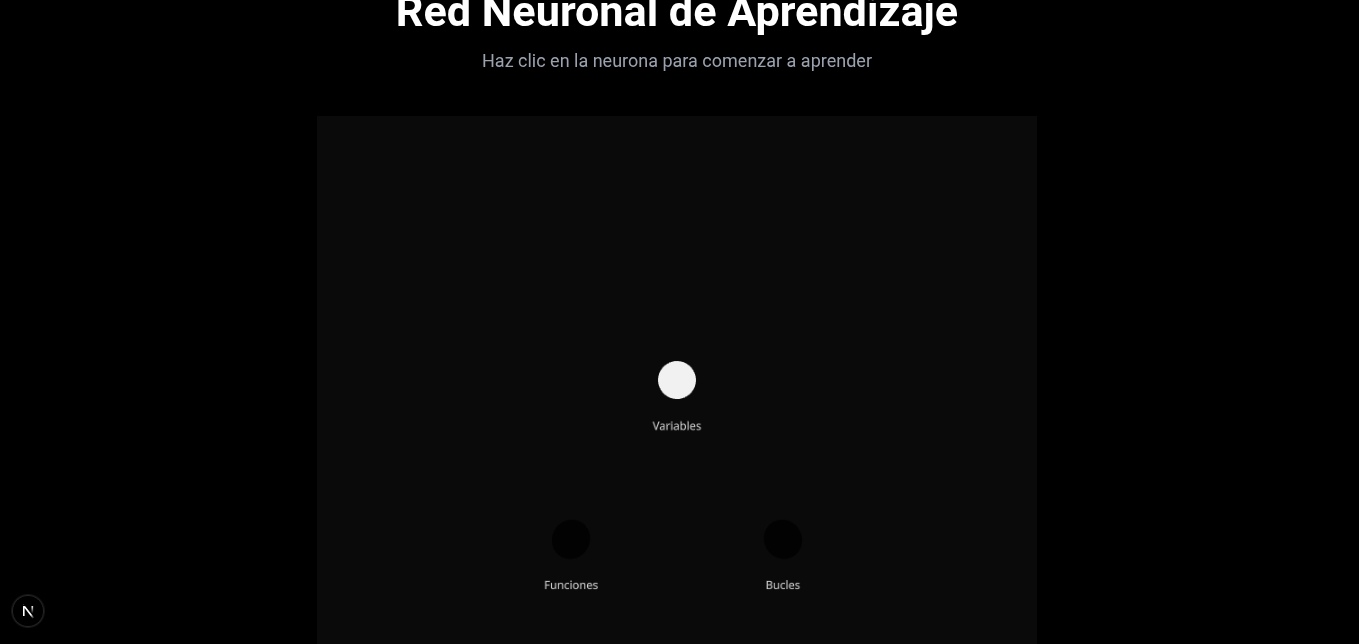 Red Neuronal de Aprendizaje
Haz clic en la neurona para comenzar a aprender
Variables
Funciones
Bucles
N